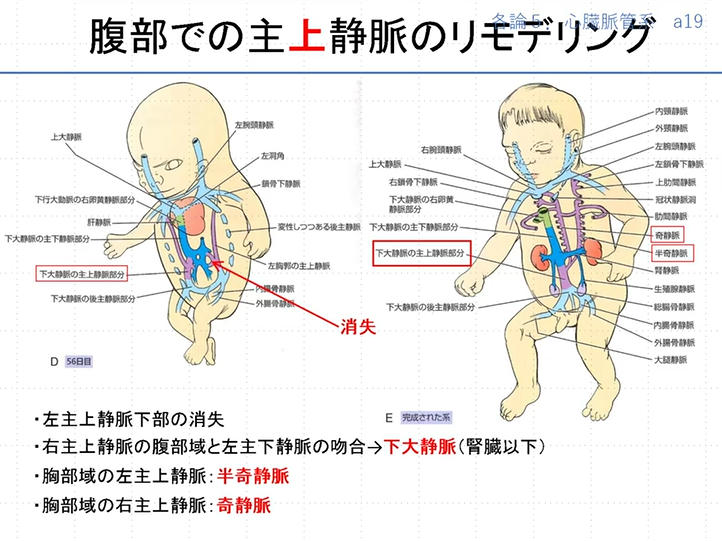 各論５　心臓脈管系　a19
腹部での主上静脈のリモデリング
上大静脈
左腕頭静脈
左洞角
鎖骨下静脈
下行大動脈の右卵黄静脈部分
肝静脈
下大静脈の主下静脈部分
変性しつつある後主静脈
左胸郭の主上静脈
下大静脈の主上静脈部分
下大静脈の後主静脈部分
内腸骨静脈
外腸骨静脈
消失
D 56日目
内頸静脈
外頸静脈
右腕頭静脈
左腕頭静脈
上大静脈
左鎖骨下静脈
右鎖骨下静脈
上肋間静脈
下大静脈の右卵黄
静脈部分
冠状静脈洞
肋間静脈
下大静脈の主下静脈部分
奇静脈
下大静脈の主上静脈部分
半奇静脈
腎静脈
生殖腺静脈
下大静脈の後主静脈部分
総腸骨静脈
内腸骨静脈
外腸骨静脈
大腿静脈
E 完成された系
・左主上静脈下部の消失
・右主上静脈の腹部域と左主下静脈の吻合→下大静脈（腎臓以下）
・胸部域の左主上静脈：半奇静脈
・胸部域の右主上静脈：奇静脈